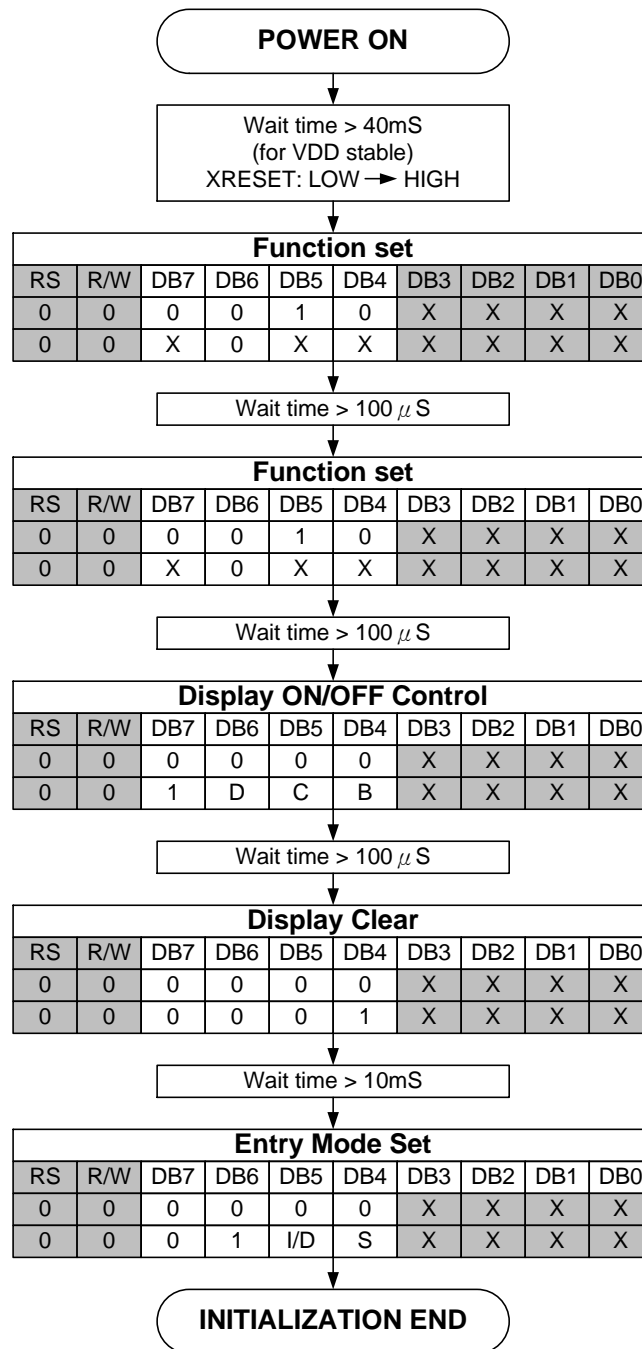 POWER ON
Wait time > 40mS
(for VDD stable)
XRESET: LOW → HIGH
Function set
RS R/W DB7 DB6 DB5 DB4 DB3 DB2 DB1 DB0
0 0 0 0 1 0 X X X X
0 0 X 0 X X X X X X
Wait time > 100 μS
Function set
RS R/W DB7 DB6 DB5 DB4 DB3 DB2 DB1 DB0
0 0 0 0 1 0 X X X X
0 0 X 0 X X X X X X
Wait time > 100 μS
Display ON/OFF Control
RS R/W DB7 DB6 DB5 DB4 DB3 DB2 DB1 DB0
0 0 0 0 0 0 X X X X
0 0 1 D C B X X X X
Wait time > 100 μS
Display Clear
RS R/W DB7 DB6 DB5 DB4 DB3 DB2 DB1 DB0
0 0 0 0 0 0 X X X X
0 0 0 0 0 1 X X X X
Wait time > 10mS
Entry Mode Set
RS R/W DB7 DB6 DB5 DB4 DB3 DB2 DB1 DB0
0 0 0 0 0 0 X X X X
0 0 0 1 I/D S X X X X
INITIALIZATION END